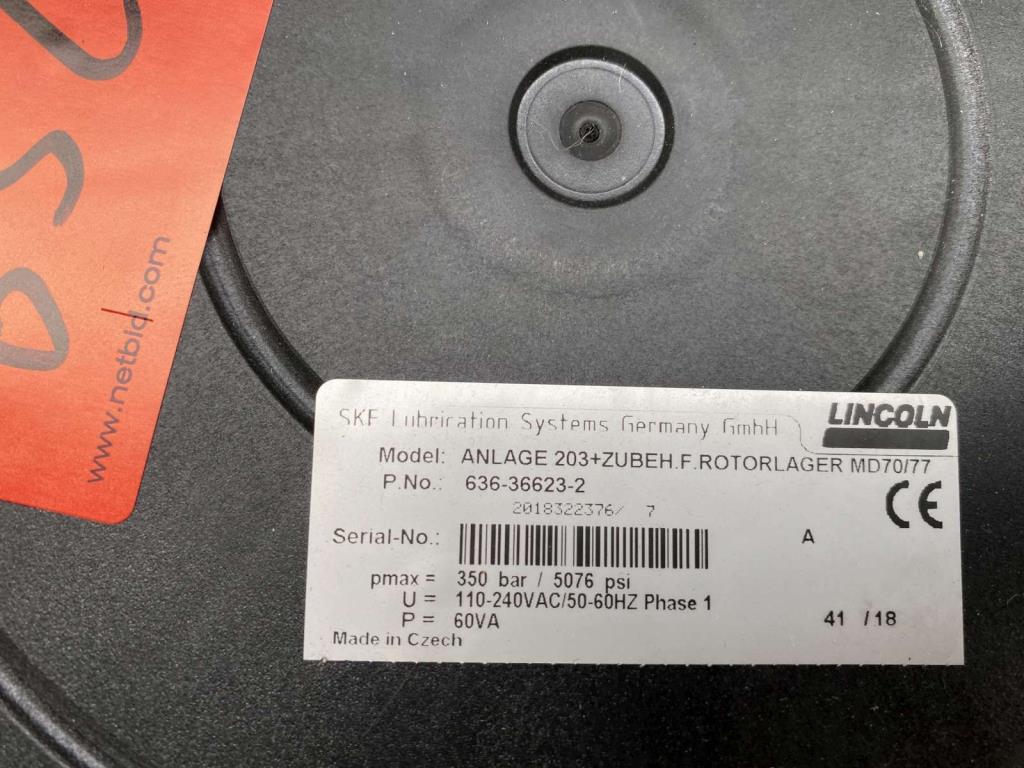 www.netbid.com
SKF Lubrication Systems Germany GmbH
LINCOLN
Model: ANLAGE 203+ZUBEH.F.ROTORLAGER MD70/77
P.No.: 636-36623-2
CE
2018322376/ 7
Serial-No.:
A
pmax = 350 bar / 5076 psi
U = 110-240VAC/50-60HZ Phase 1
P = 60VA
41 /18
Made in Czech